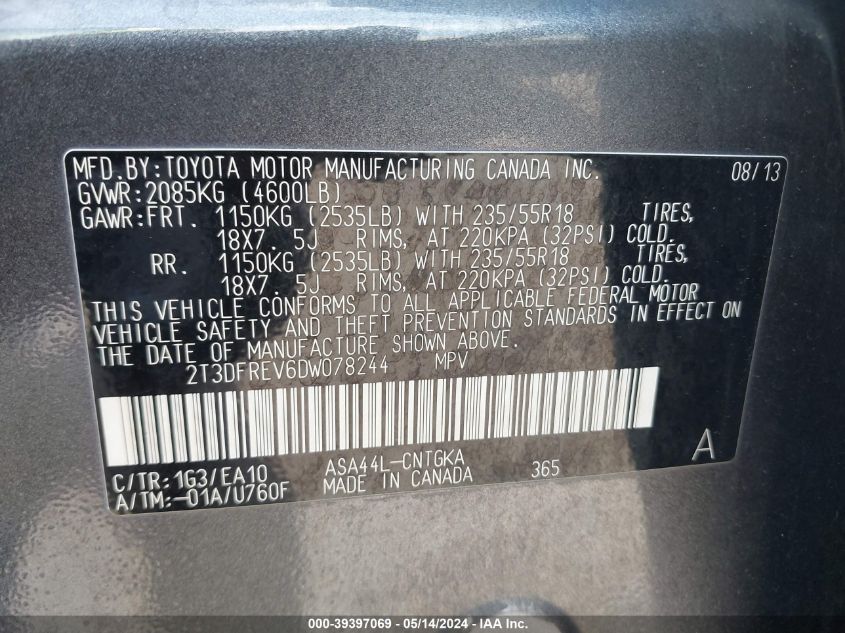 MFD.BY:TOYOTA MOTOR MANUFACTURING CANADA INC. 08/13
GVWR:2085KG (4600LB)
GAWR:FRT. 1150KG (2535LB) WITH 235/55R18 TIRES,
18X7. 5J RIMS, AT 220KPA (32PSI) COLD.
RR. 1150KG (2535LB) WITH 235/55R18 TIRES,
18X7. 5J RIMS, AT 220KPA (32PSI) COLD.
THIS VEHICLE CONFORMS TO ALL APPLICABLE FEDERAL MOTOR
VEHICLE SAFETY AND THEFT PREVENTION STANDARDS IN EFFECT ON
THE DATE OF MANUFACTURE SHOWN ABOVE.
2T3DFREV6DW078244 MPV
A
C/TR:1G3/EA10 ASA44L-CNTGKA 365
A/TM:-01A/U760F MADE IN CANADA
000-39397069 - 05/14/2024 - IAA Inc.